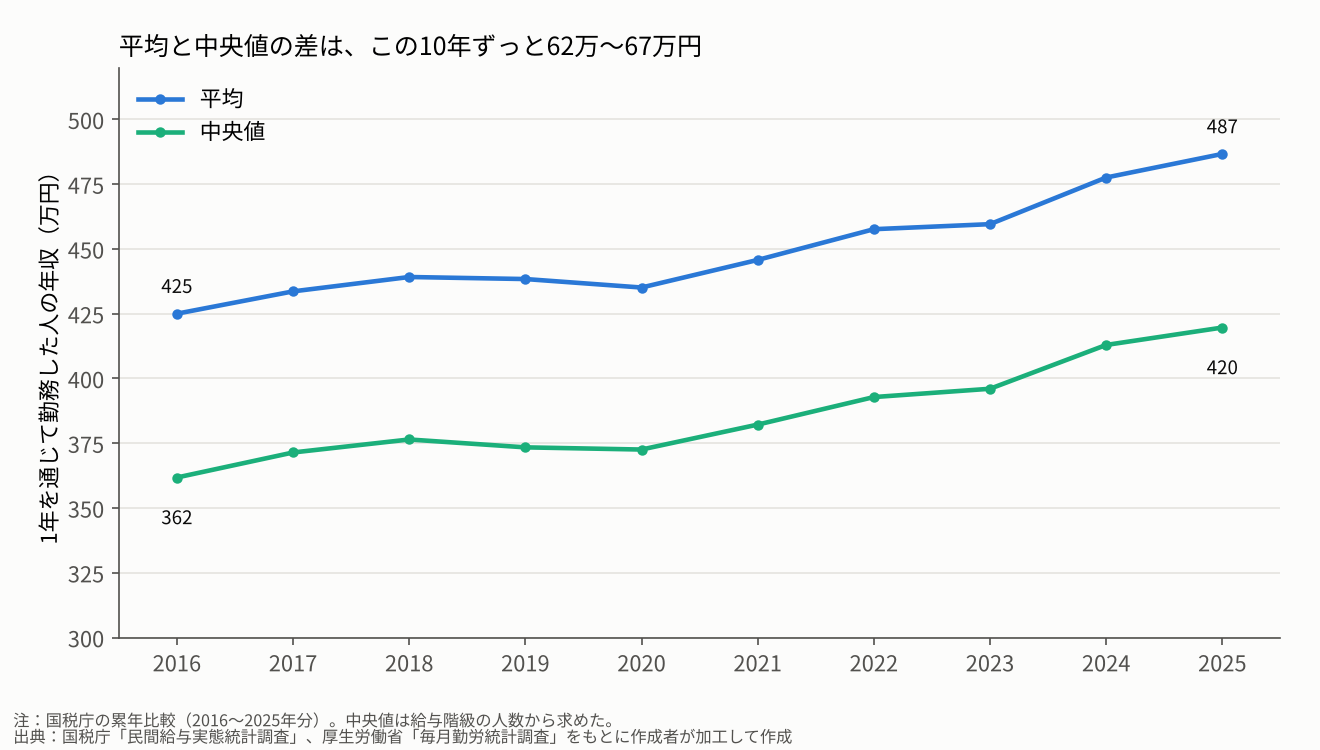 平均と中央値の差は、この10年ずっと62万～67万円
平均
中央値
1年を通じて勤務した人の年収（万円）
500
475
450
425
400
375
350
325
300
487
425
420
362
2016 2017 2018 2019 2020 2021 2022 2023 2024 2025
注：国税庁の累年比較（2016～2025年分）。中央値は給与階級の人数から求めた。
出典：国税庁「民間給与実態統計調査」、厚生労働省「毎月勤労統計調査」をもとに作成者が加工して作成